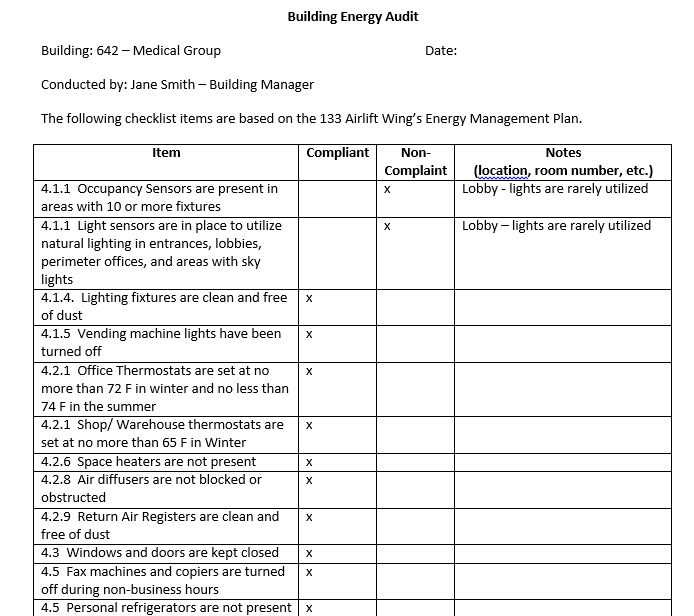 Building Energy Audit
Building: 642 – Medical Group Date:
Conducted by: Jane Smith – Building Manager
The following checklist items are based on the 133 Airlift Wing's Energy Management Plan.
Item Compliant Non- Notes
Complaint (location, room number, etc.)
4.1.1 Occupancy Sensors are present in x Lobby - lights are rarely utilized
areas with 10 or more fixtures
4.1.1 Light sensors are in place to utilize x Lobby – lights are rarely utilized
natural lighting in entrances, lobbies,
perimeter offices, and areas with sky
lights
4.1.4. Lighting fixtures are clean and free x
of dust
4.1.5 Vending machine lights have been x
turned off
4.2.1 Office Thermostats are set at no x
more than 72 F in winter and no less than
74 F in the summer
4.2.1 Shop/ Warehouse thermostats are x
set at no more than 65 F in Winter
4.2.6 Space heaters are not present x
4.2.8 Air diffusers are not blocked or x
obstructed
4.2.9 Return Air Registers are clean and x
free of dust
4.3 Windows and doors are kept closed x
4.5 Fax machines and copiers are turned x
off during non-business hours
4.5 Personal refrigerators are not present x